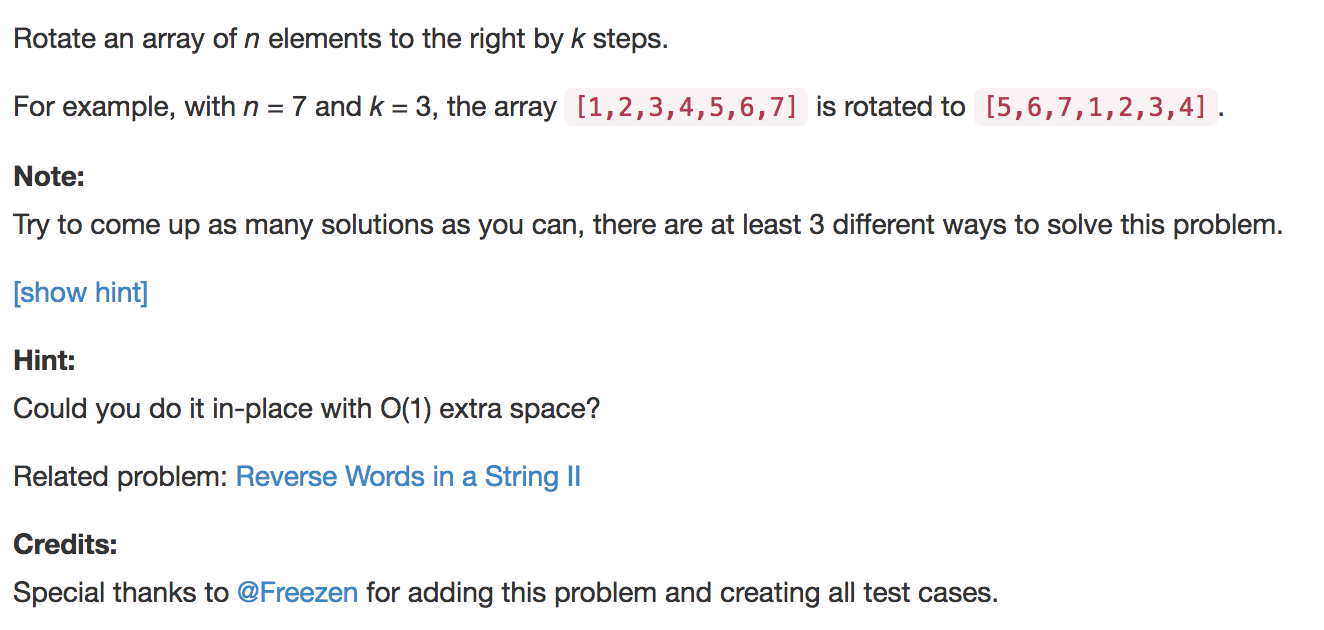 Rotate an array of n elements to the right by k steps.
For example, with n = 7 and k = 3, the array [1,2,3,4,5,6,7] is rotated to [5,6,7,1,2,3,4].
Note:
Try to come up as many solutions as you can, there are at least 3 different ways to solve this problem.
[show hint]
Hint:
Could you do it in-place with O(1) extra space?
Related problem: Reverse Words in a String II
Credits:
Special thanks to @Freezen for adding this problem and creating all test cases.